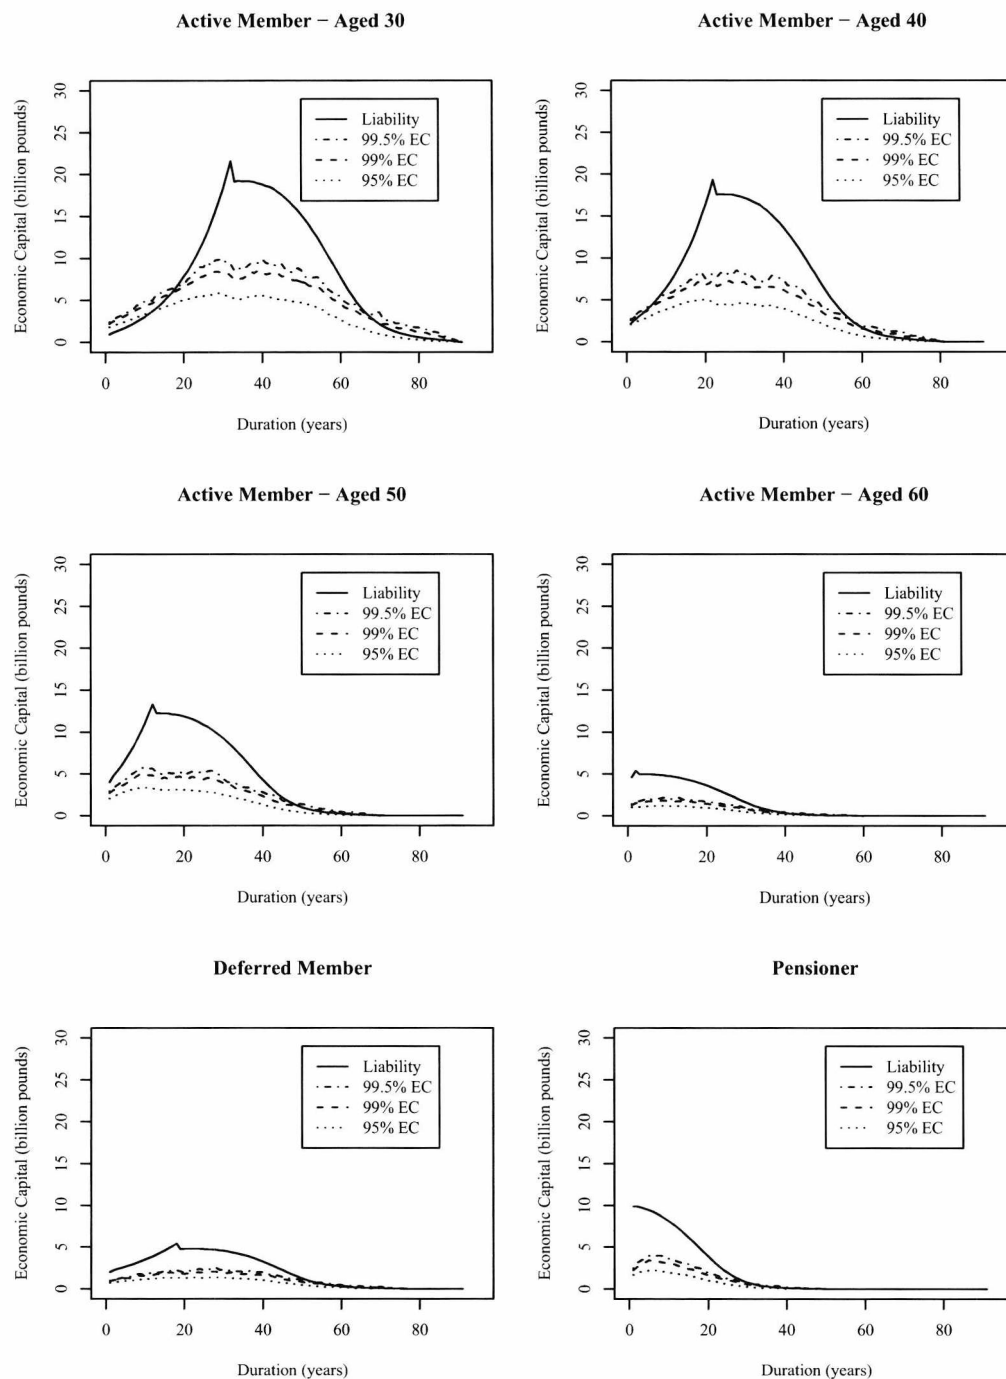 Active Member − Aged 30
Economic Capital (billion pounds)
30
25
20
15
10
5
0
Liability
99.5% EC
99% EC
95% EC
0 20 40 60 80
Duration (years)
Active Member − Aged 40
Economic Capital (billion pounds)
30
25
20
15
10
5
0
Liability
99.5% EC
99% EC
95% EC
0 20 40 60 80
Duration (years)
Active Member − Aged 50
Economic Capital (billion pounds)
30
25
20
15
10
5
0
Liability
99.5% EC
99% EC
95% EC
0 20 40 60 80
Duration (years)
Active Member − Aged 60
Economic Capital (billion pounds)
30
25
20
15
10
5
0
Liability
99.5% EC
99% EC
95% EC
0 20 40 60 80
Duration (years)
Deferred Member
Economic Capital (billion pounds)
30
25
20
15
10
5
0
Liability
99.5% EC
99% EC
95% EC
0 20 40 60 80
Duration (years)
Pensioner
Economic Capital (billion pounds)
30
25
20
15
10
5
0
Liability
99.5% EC
99% EC
95% EC
0 20 40 60 80
Duration (years)